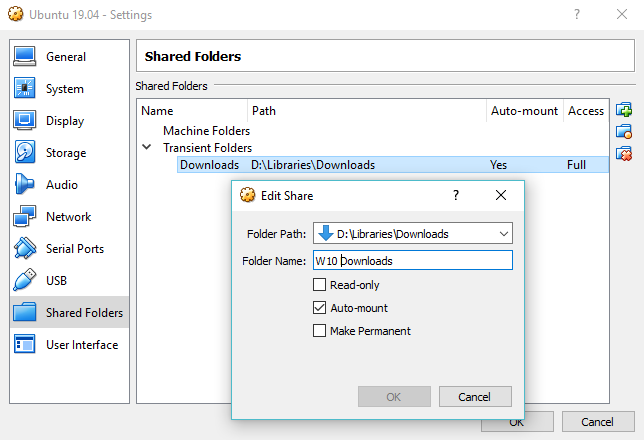 Ubuntu 19.04 - Settings ?
General
System
Display
Storage
Audio
Network
Serial Ports
USB
Shared Folders
User Interface
Shared Folders
Shared Folders
Name Path Auto-mount Access
Machine Folders
Transient Folders
Downloads D:\Libraries\Downloads Yes Full
Edit Share ?
Folder Path: D:\Libraries\Downloads
Folder Name: W10 Downloads
Read-only
Auto-mount
Make Permanent
OK Cancel
OK Cancel